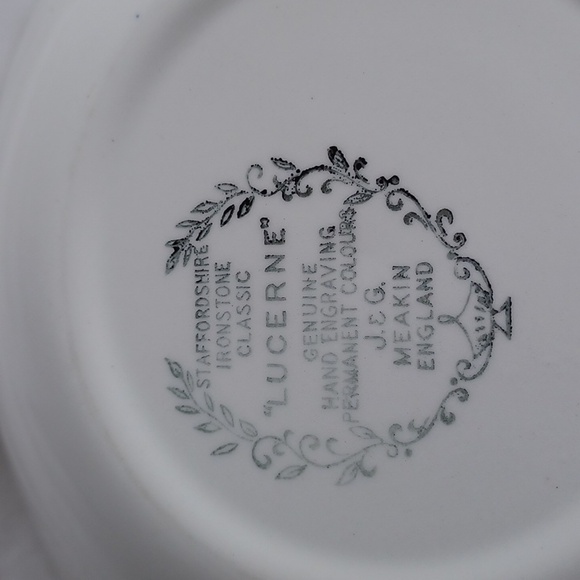 STAFFORDSHIRE
IRONSTONE
CLASSIC
"LUCERNE"
GENUINE
HAND ENGRAVING
PERMANENT COLOURS
J. & G.
MEAKIN
ENGLAND